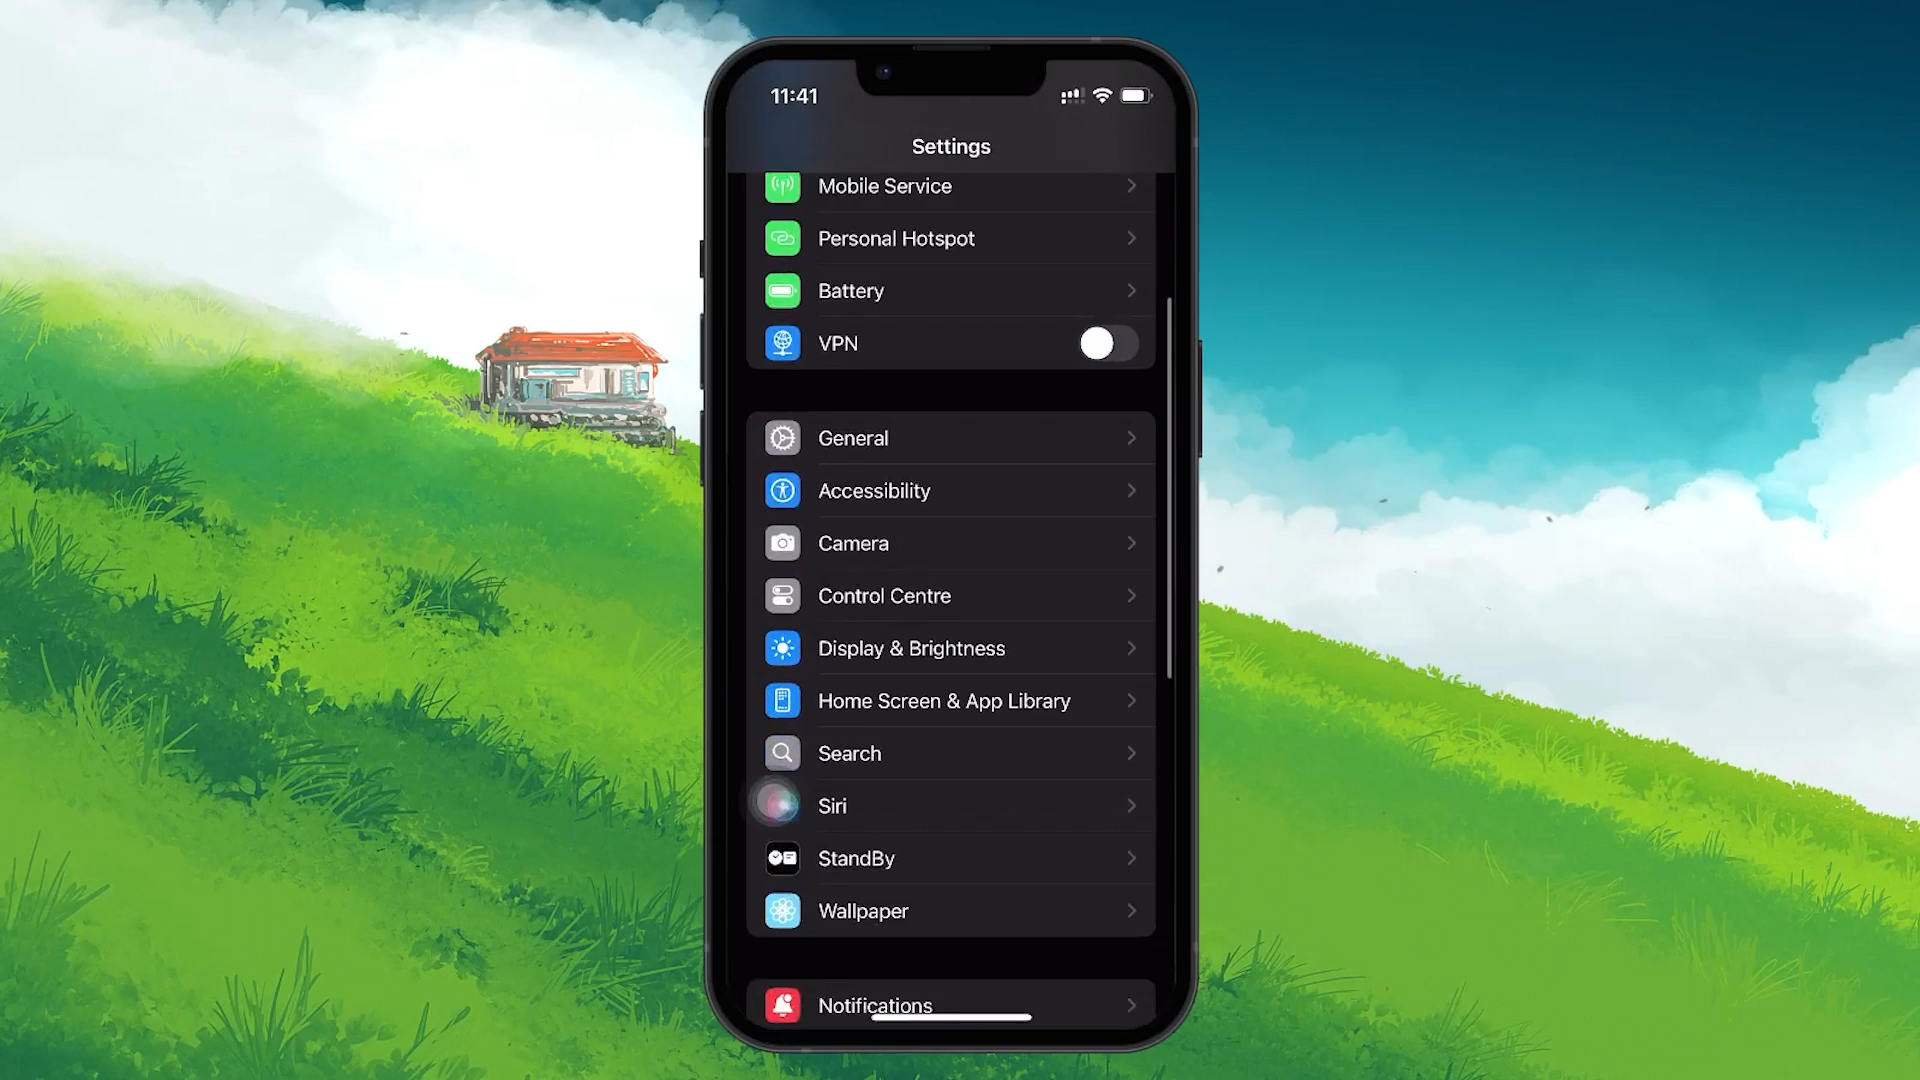 11:41
Settings
Mobile Service
Personal Hotspot
Battery
VPN
General
Accessibility
Camera
Control Centre
Display & Brightness
Home Screen & App Library
Search
Siri
StandBy
Wallpaper
Notifications